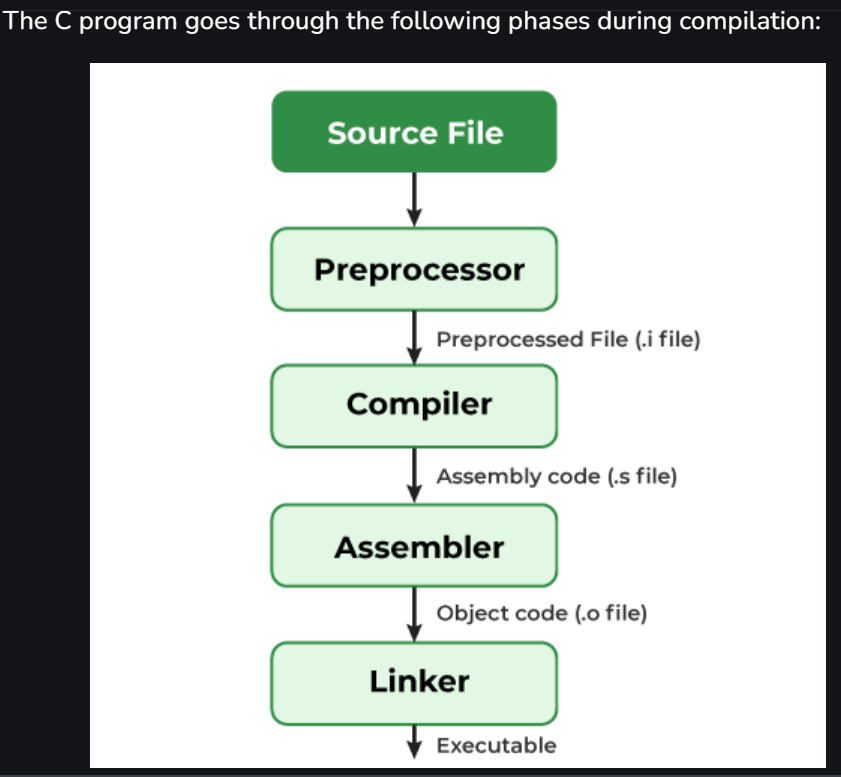 The C program goes through the following phases during compilation:
Source File
Preprocessor
Preprocessed File (.i file)
Compiler
Assembly code (.s file)
Assembler
Object code (.o file)
Linker
Executable